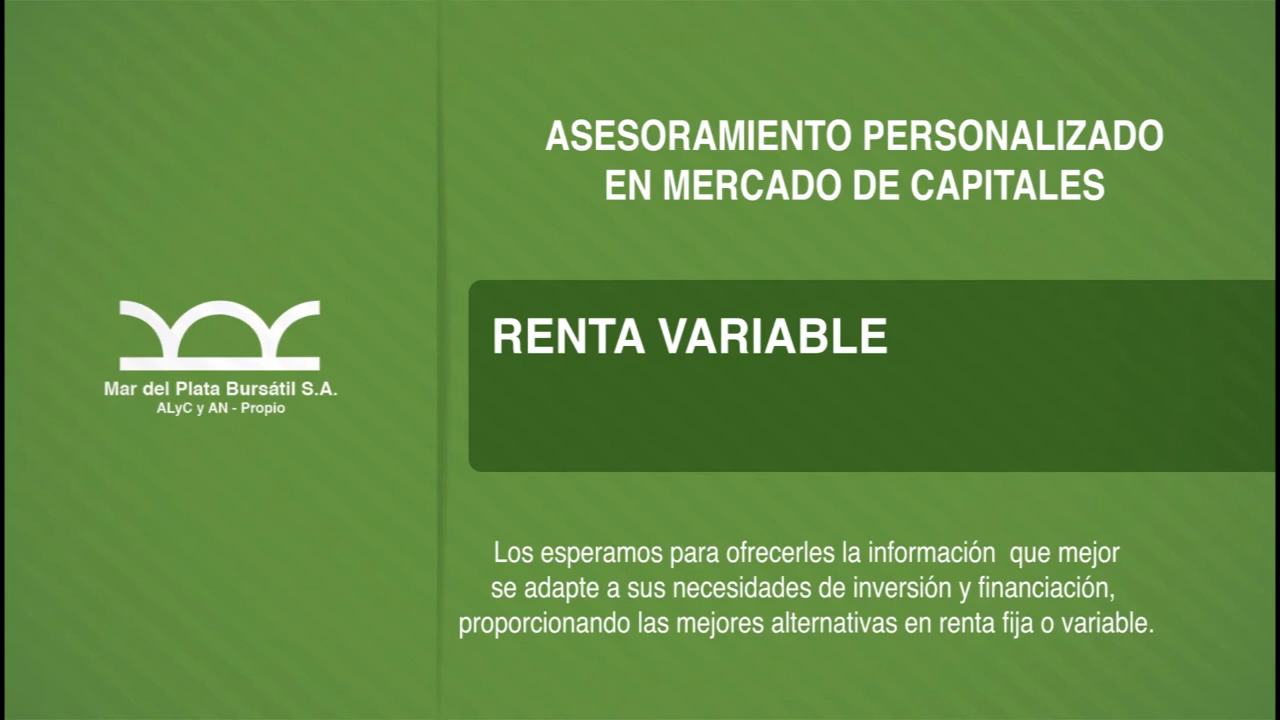 ASESORAMIENTO PERSONALIZADO
EN MERCADO DE CAPITALES
Mar del Plata Bursátil S.A.
ALyC y AN - Propio
RENTA VARIABLE
Los esperamos para ofrecerles la información que mejor
se adapte a sus necesidades de inversión y financiación,
proporcionando las mejores alternativas en renta fija o variable.